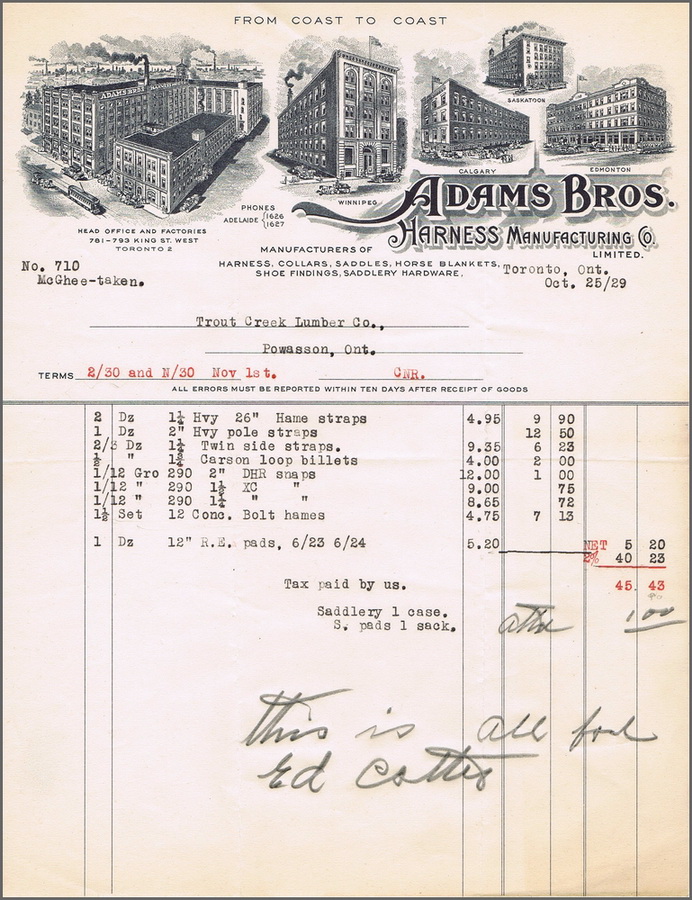 FROM COAST TO COAST
ADAMS BROS
SASKATOON
CALGARY
EDMONTON
WINNIPEG
PHONES
ADELAIDE { 1626
1627
ADAMS BROS.
HARNESS MANUFACTURING CO.
LIMITED.
HEAD OFFICE AND FACTORIES
781-793 KING ST. WEST
TORONTO 2
MANUFACTURERS OF
HARNESS, COLLARS, SADDLES, HORSE BLANKETS,
SHOE FINDINGS, SADDLERY HARDWARE,
No. 710
McGhee-taken.
Toronto, Ont.
Oct. 25/29
Trout Creek Lumber Co.,
Powasson, Ont.
TERMS 2/30 and N/30 Nov 1st. CNR.
ALL ERRORS MUST BE REPORTED WITHIN TEN DAYS AFTER RECEIPT OF GOODS
2 Dz 1¼ Hvy 26" Hame straps 4.95 9 90
1 Dz 2" Hvy pole straps 12 50
2/3 Dz 1¼ Twin side straps. 9.35 6 23
½ " Carson loop billets 4.00 2 00
1/12 Gro 290 2" DHR snaps 12.00 1 00
1/12 " 290 1½ XC " 9.00 75
1/12 " 290 1¼ " " 8.65 72
1½ Set 12 Conc. Bolt hames 4.75 7 13
1 Dz 12" R.E. pads, 6/23 6/24 5.20 NET 5 20
2% 40 23
Tax paid by us. 45. 43
Saddlery 1 case. 1.00
S. pads 1 sack.
this is all for
Ed